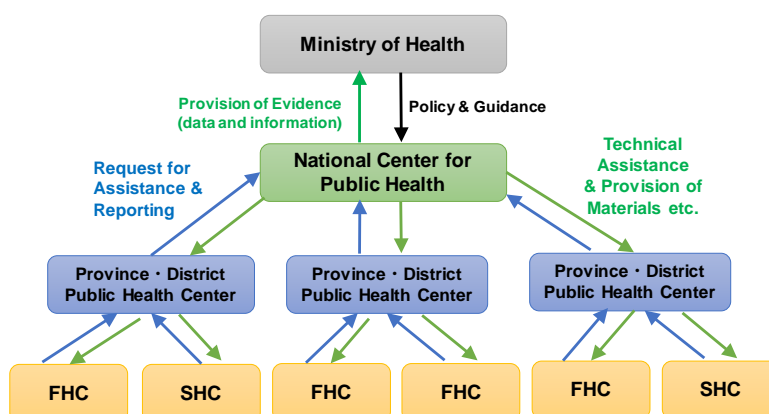 Ministry of Health
Provision of Evidence
(data and information)
Policy & Guidance
Request for
Assistance &
Reporting
National Center for
Public Health
Technical
Assistance
& Provision of
Materials etc.
Province・District
Public Health Center
Province・District
Public Health Center
Province・District
Public Health Center
FHC
SHC
FHC
FHC
FHC
SHC